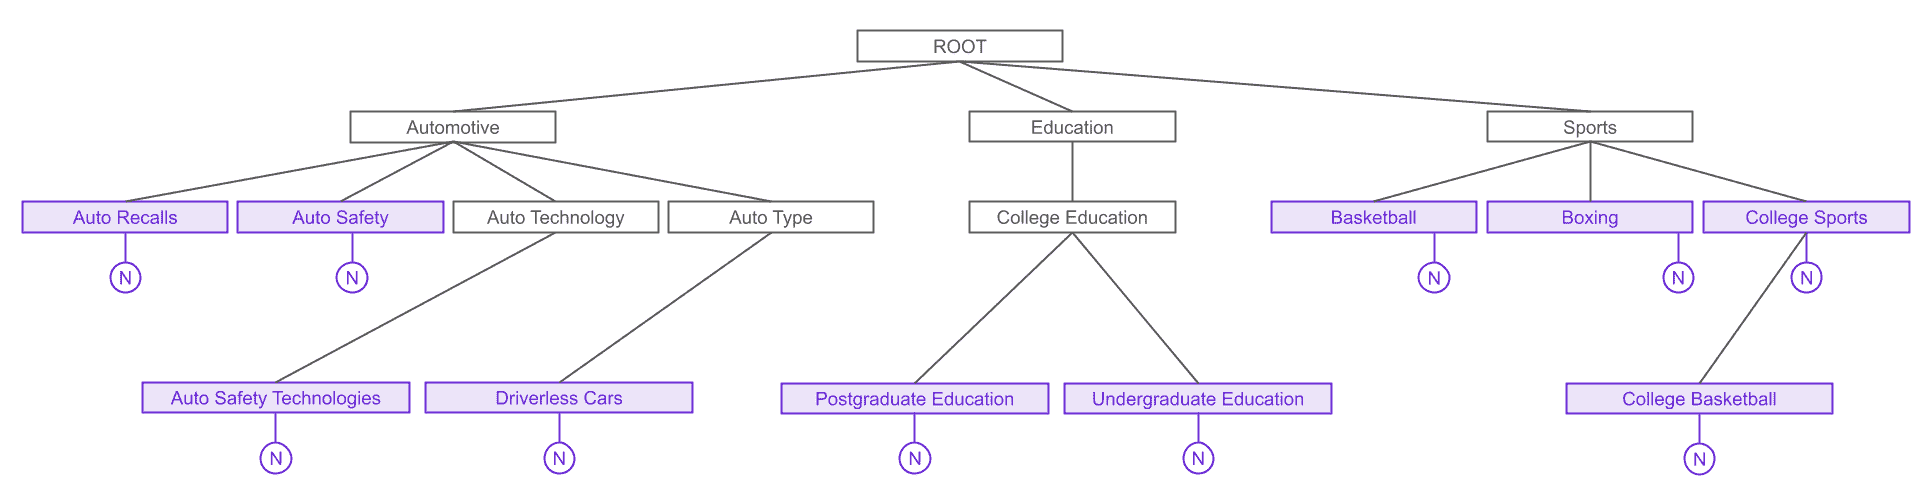 ROOT
Automotive
Education
Sports
Auto Recalls
Auto Safety
Auto Technology
Auto Type
College Education
Basketball
Boxing
College Sports
N
N
N
N
N
Auto Safety Technologies
Driverless Cars
Postgraduate Education
Undergraduate Education
College Basketball
N
N
N
N
N